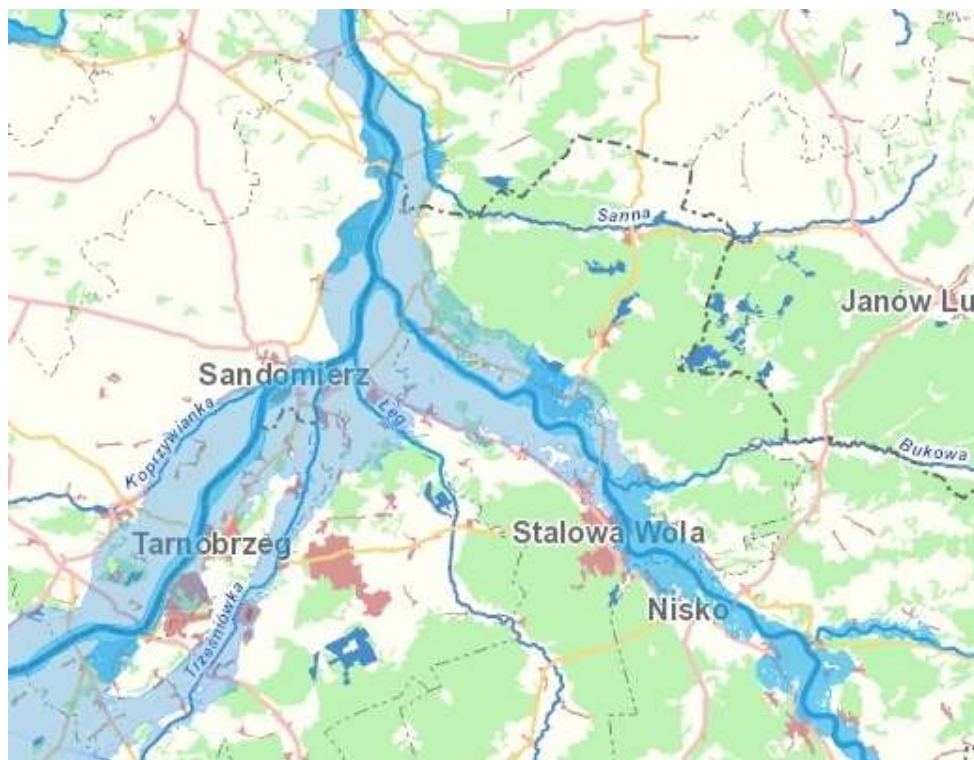 Sanna
Janów Lu
Sandomierz
Koprzywianka
Łęg
Bukowa
Stalowa Wola
Tarnobrzeg
Nisko
Trześniówka